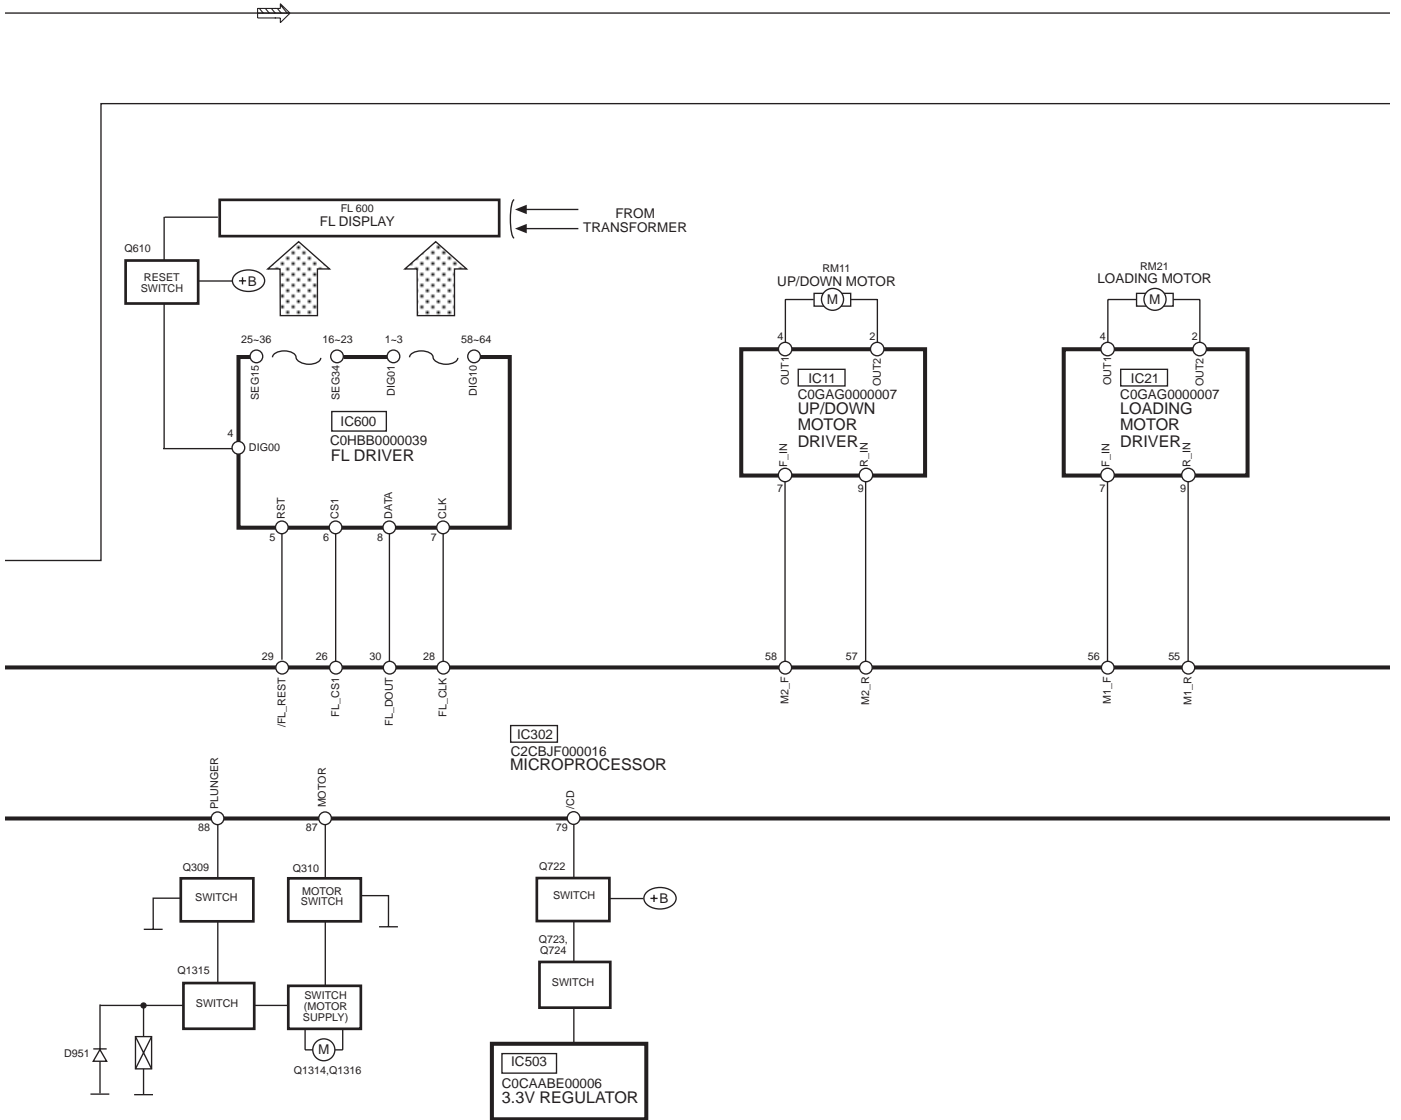 FL 600
FL DISPLAY
FROM
TRANSFORMER
Q610
RESET
SWITCH
+B
25~36
16~23
1~3
58~64
SEG15
SEG34
DIG01
DIG10
IC600
C0HBB0000039
FL DRIVER
4
DIG00
RST
CS1
DATA
CLK
5
6
8
7
RM11
UP/DOWN MOTOR
M
4
2
OUT1
OUT2
IC11
C0GAG0000007
UP/DOWN
MOTOR
DRIVER
F_IN
R_IN
7
9
RM21
LOADING MOTOR
M
4
2
OUT1
OUT2
IC21
C0GAG0000007
LOADING
MOTOR
DRIVER
F_IN
R_IN
7
9
29
26
30
28
58
57
56
55
/FL_REST
FL_CS1
FL_DOUT
FL_CLK
M2_F
M2_R
M1_F
M1_R
IC302
C2CBJF000016
MICROPROCESSOR
PLUNGER
MOTOR
/CD
88
87
79
Q309
SWITCH
Q310
MOTOR
SWITCH
Q722
SWITCH
+B
Q723,
Q724
SWITCH
Q1315
SWITCH
SWITCH
(MOTOR
SUPPLY)
M
Q1314,Q1316
D951
IC503
C0CAABE00006
3.3V REGULATOR